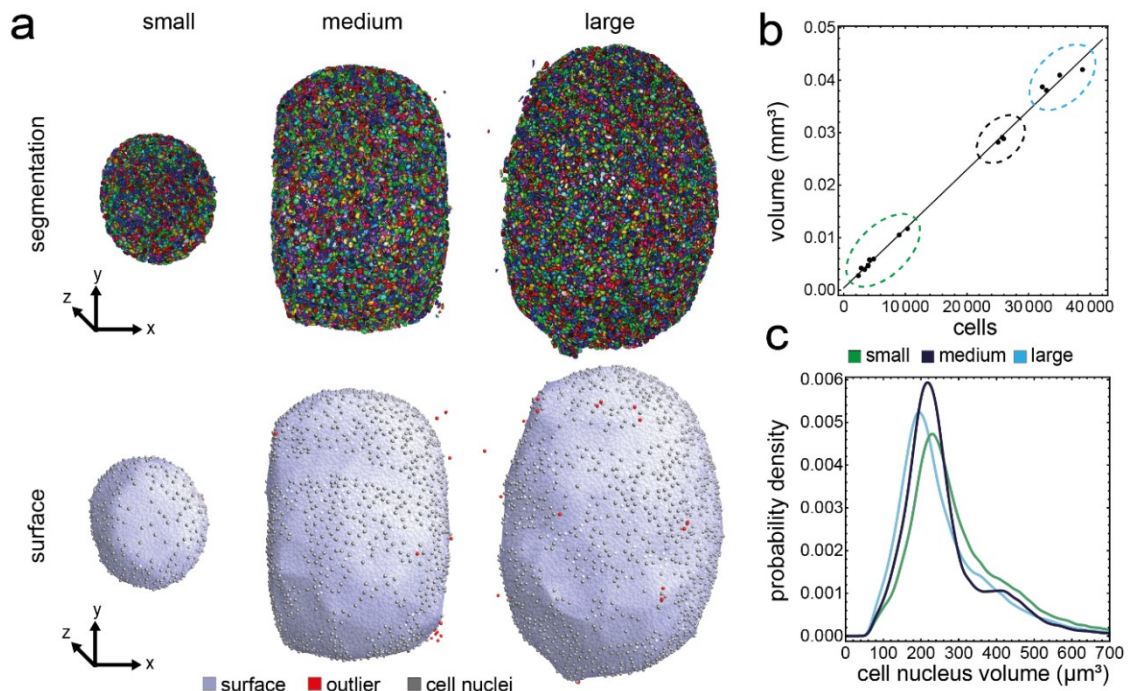 a
small medium large
segmentation
y
z
x
surface
y
z
x
surface outlier cell nuclei
b
0.05
0.04
0.03
0.02
0.01
0.00
volume (mm³)
0 10 000 20 000 30 000 40 000
cells
c
small medium large
0.006
0.005
0.004
0.003
0.002
0.001
0.000
probability density
0 100 200 300 400 500 600 700
cell nucleus volume (µm³)